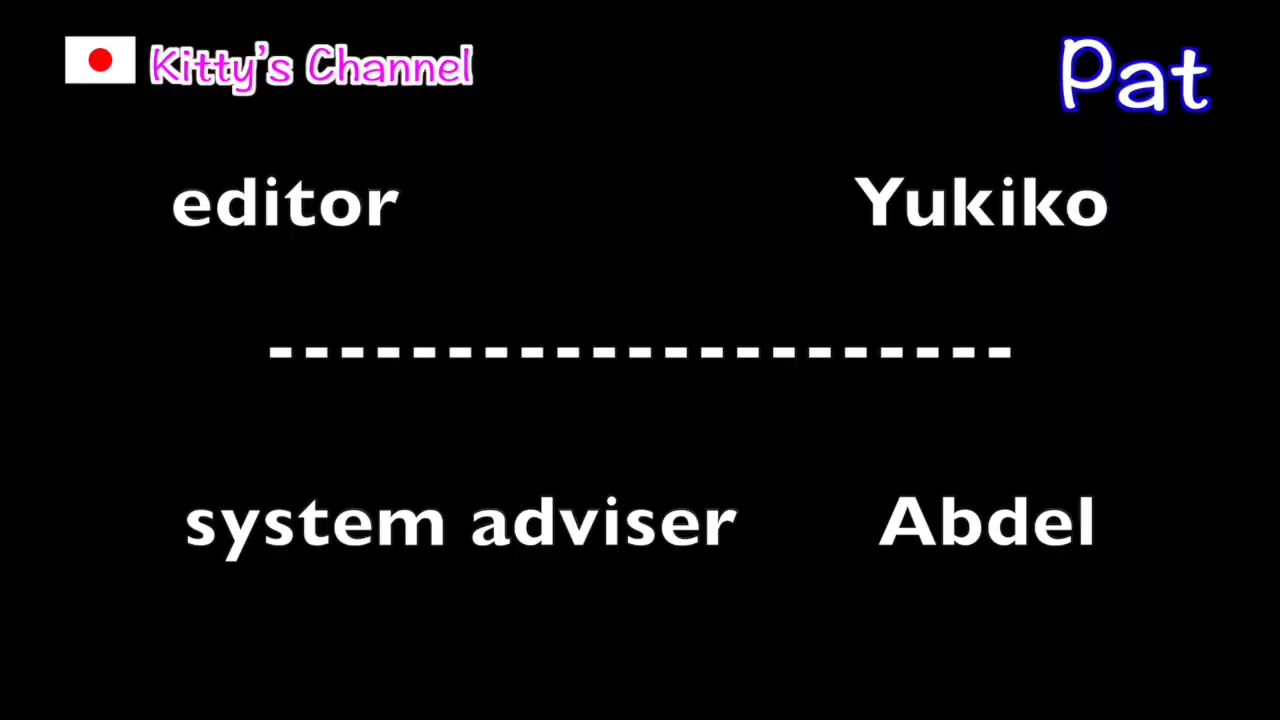 Kitty's Channel
Pat
editor Yukiko
---------------------
system adviser Abdel